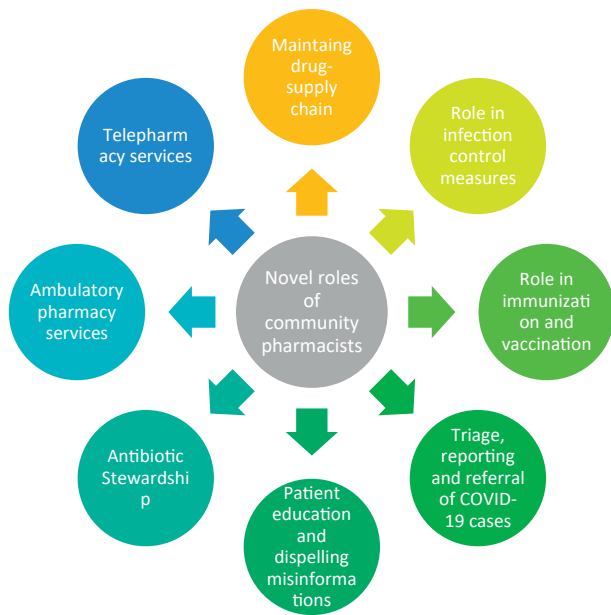 Maintaing
drug-
supply
chain
Role in
infection
control
measures
Role in
immunizati
on and
vaccination
Triage,
reporting
and referral
of COVID-
19 cases
Patient
education
and
dispelling
misinforma
tions
Antibiotic
Stewardshi
p
Ambulatory
pharmacy
services
Telepharm
acy services
Novel roles
of
community
pharmacists